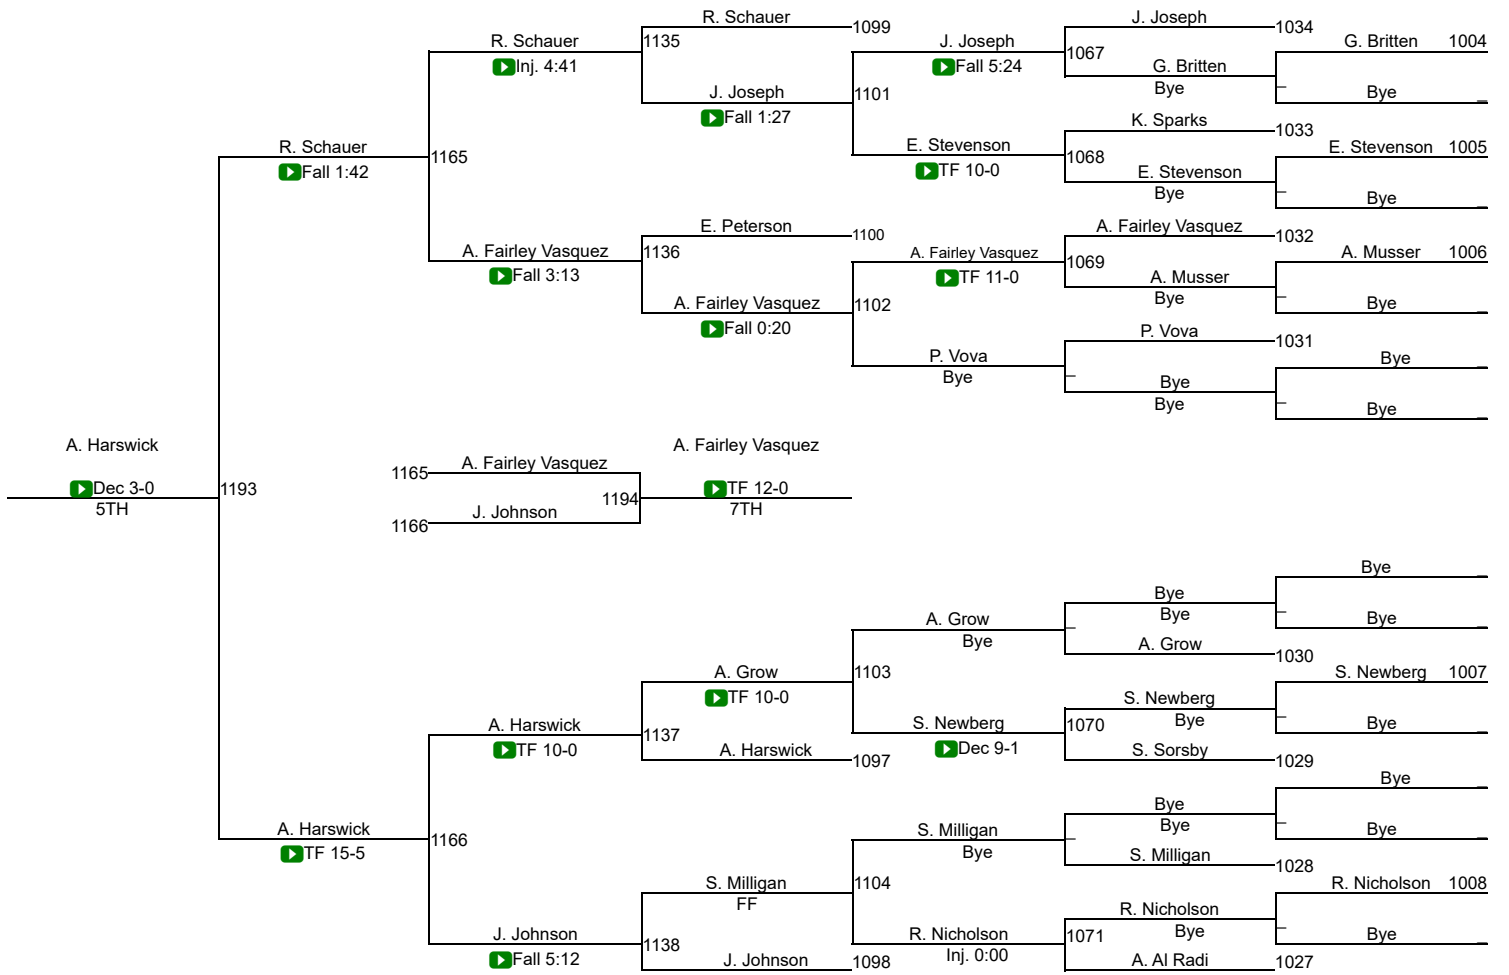 R. Schauer
1099
J. Joseph
1034
R. Schauer
1135
J. Joseph
G. Britten 1004
Inj. 4:41
Fall 5:24
1067
G. Britten
Bye
Bye
J. Joseph
1101
Fall 1:27
K. Sparks
1033
R. Schauer
1165
E. Stevenson
1068
E. Stevenson 1005
Fall 1:42
TF 10-0
E. Stevenson
Bye
Bye
E. Peterson
1100
A. Fairley Vasquez
1032
A. Fairley Vasquez
1136
A. Fairley Vasquez
1069
A. Musser 1006
Fall 3:13
TF 11-0
A. Musser
Bye
Bye
A. Fairley Vasquez
1102
Fall 0:20
P. Vova
1031
P. Vova
Bye
Bye
Bye
Bye
Bye
A. Harswick
A. Fairley Vasquez
1165
A. Fairley Vasquez
Dec 3-0
1193
1194
TF 12-0
5TH
7TH
1166
J. Johnson
Bye
Bye
Bye
Bye
A. Grow
Bye
A. Grow
1030
A. Grow
1103
S. Newberg 1007
TF 10-0
S. Newberg
Bye
Bye
A. Harswick
1137
S. Newberg
1070
TF 10-0
A. Harswick
1097
Dec 9-1
S. Sorsby
1029
Bye
Bye
Bye
Bye
A. Harswick
1166
S. Milligan
TF 15-5
Bye
S. Milligan
1028
S. Milligan
1104
R. Nicholson 1008
FF
R. Nicholson
Bye
Bye
J. Johnson
1138
R. Nicholson
1071
Fall 5:12
J. Johnson
1098
Inj. 0:00
A. Al Radi
1027